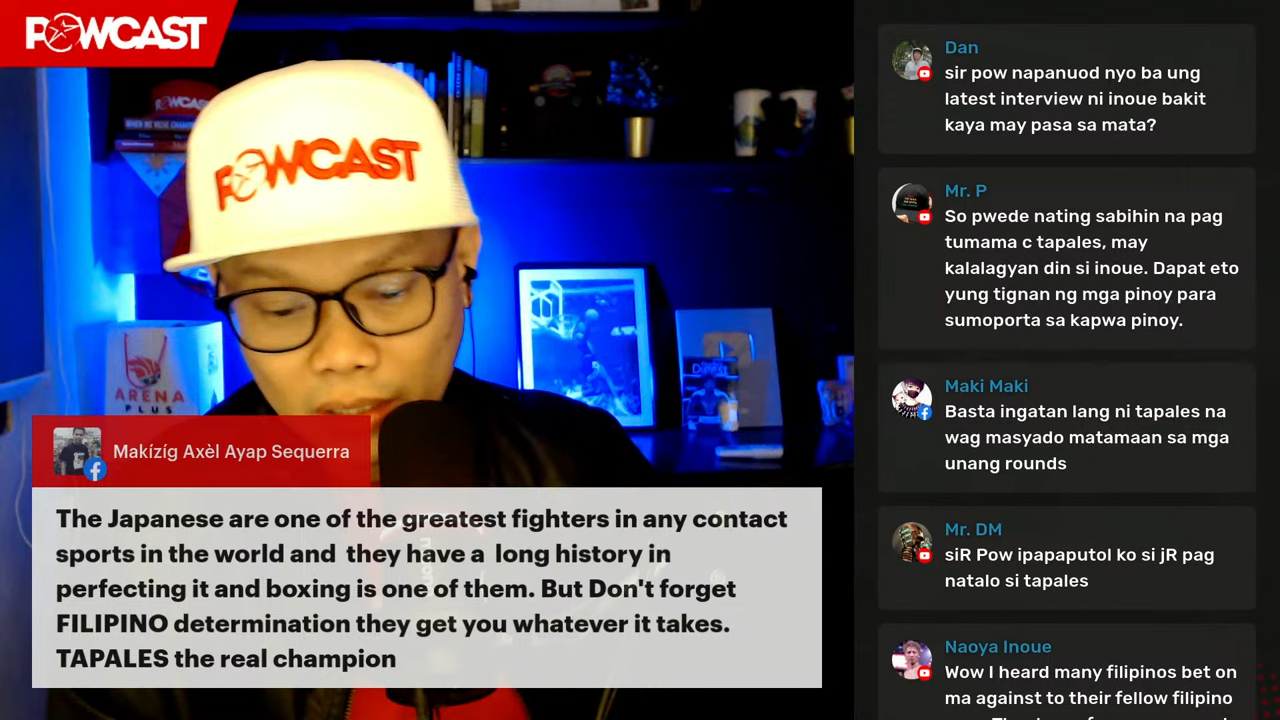 POWCAST
POWCAST
ARENA
PLUS
Makízíg Axèl Ayap Sequerra
The Japanese are one of the greatest fighters in any contact
sports in the world and  they have a  long history in
perfecting it and boxing is one of them. But Don't forget
FILIPINO determination they get you whatever it takes.
TAPALES the real champion
Dan
sir pow napanuod nyo ba ung
latest interview ni inoue bakit
kaya may pasa sa mata?
Mr. P
So pwede nating sabihin na pag
tumama c tapales, may
kalalagyan din si inoue. Dapat eto
yung tignan ng mga pinoy para
sumoporta sa kapwa pinoy.
Maki Maki
Basta ingatan lang ni tapales na
wag masyado matamaan sa mga
unang rounds
Mr. DM
siR Pow ipapaputol ko si jR pag
natalo si tapales
Naoya Inoue
Wow I heard many filipinos bet on
ma against to their fellow filipino